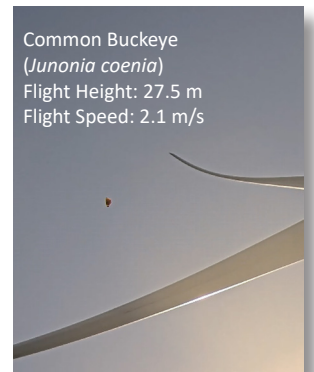 Common Buckeye
(Junonia coenia)
Flight Height: 27.5 m
Flight Speed: 2.1 m/s